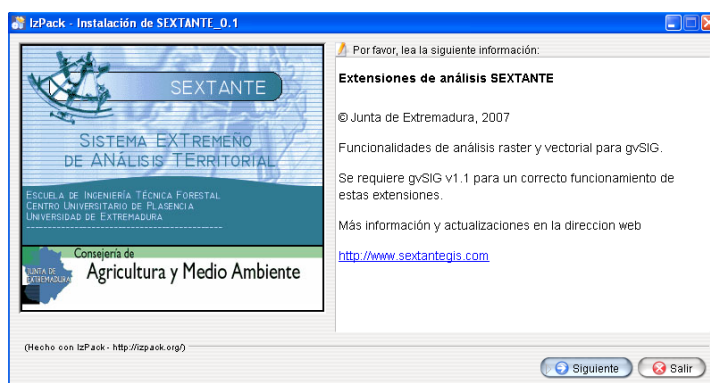 IzPack - Instalación de SEXTANTE_0.1
SEXTANTE
SISTEMA EXTREMEÑO
DE ANÁLISIS TERRITORIAL
ESCUELA DE INGENIERÍA TÉCNICA FORESTAL
CENTRO UNIVERSITARIO DE PLASENCIA
UNIVERSIDAD DE EXTREMADURA
Consejería de
Agricultura y Medio Ambiente
JUNTA DE
EXTREMADURA
Por favor, lea la siguiente información:
Extensiones de análisis SEXTANTE
© Junta de Extremadura, 2007
Funcionalidades de análisis raster y vectorial para gvSIG.
Se requiere gvSIG v1.1 para un correcto funcionamiento de
estas extensiones.
Más información y actualizaciones en la direccion web
http://www.sextantegis.com
(Hecho con IzPack - http://izpack.org/)
Siguiente
Salir